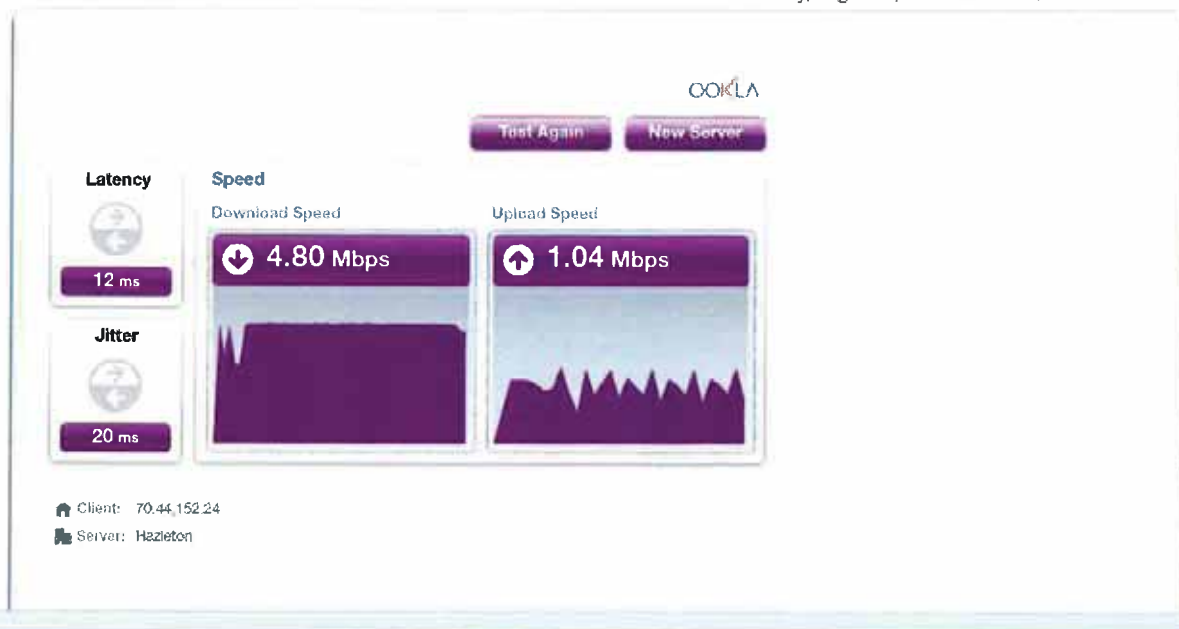 OOKLA
Test Again New Server
Latency
Speed
Download Speed Upload Speed
4.80 Mbps 1.04 Mbps
12 ms
Jitter
20 ms
Client: 70.44.152.24
Server: Hazleton